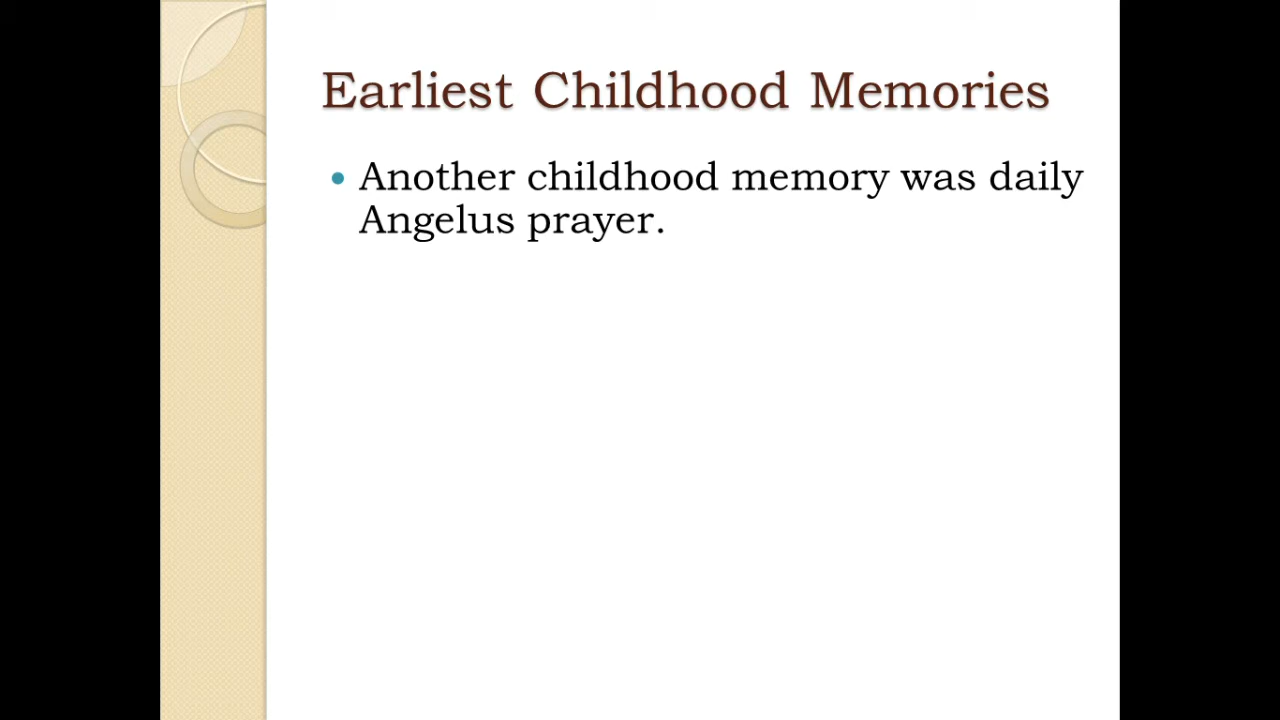 Earliest Childhood Memories
• Another childhood memory was daily
Angelus prayer.